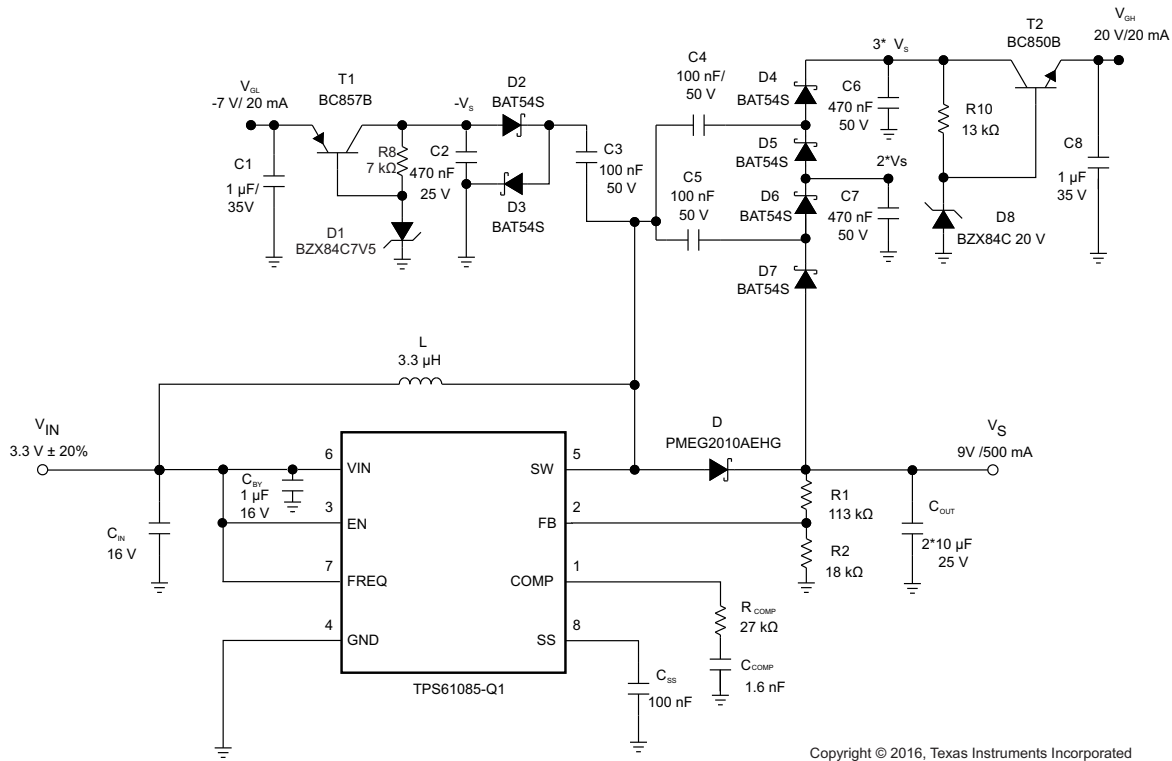 V_GL
-7 V/ 20 mA
C1
1 µF/
35V
T1
BC857B
R8
7 kΩ
D1
BZX84C7V5
-V_S
C2
470 nF
25 V
D2
BAT54S
D3
BAT54S
C3
100 nF
50 V
C4
100 nF/
50 V
C5
100 nF
50 V
D4
BAT54S
D5
BAT54S
D6
BAT54S
D7
BAT54S
3* V_S
C6
470 nF
50 V
2*Vs
C7
470 nF
50 V
R10
13 kΩ
D8
BZX84C 20 V
T2
BC850B
V_GH
20 V/20 mA
C8
1 µF
35 V
L
3.3 µH
V_IN
3.3 V ± 20%
C_IN
16 V
C_BY
1 µF
16 V
6
VIN
3
EN
7
FREQ
4
GND
5
SW
2
FB
1
COMP
8
SS
TPS61085-Q1
D
PMEG2010AEHG
V_S
9V /500 mA
R1
113 kΩ
R2
18 kΩ
C_OUT
2*10 µF
25 V
R_COMP
27 kΩ
C_COMP
1.6 nF
C_SS
100 nF
Copyright © 2016, Texas Instruments Incorporated